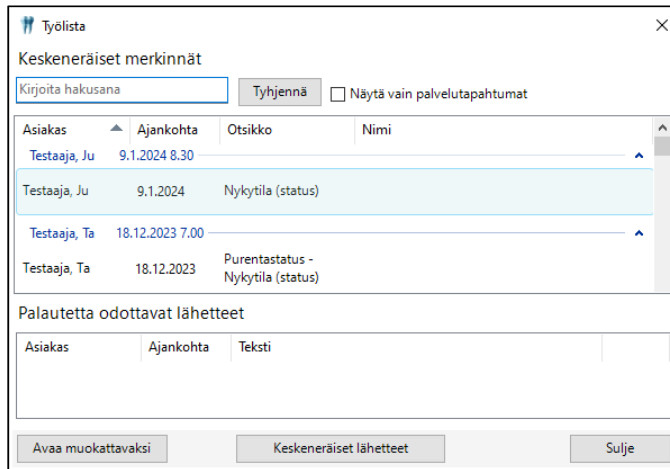 Työlista
Keskeneräiset merkinnät
Kirjoita hakusana
Tyhjennä
Näytä vain palvelutapahtumat
Asiakas Ajankohta Otsikko Nimi
Testaaja, Ju 9.1.2024 8.30
Testaaja, Ju 9.1.2024 Nykytila (status)
Testaaja, Ta 18.12.2023 7.00
Testaaja, Ta 18.12.2023 Purentastatus -
Nykytila (status)
Palautetta odottavat lähetteet
Asiakas Ajankohta Teksti
Avaa muokattavaksi Keskeneräiset lähetteet Sulje